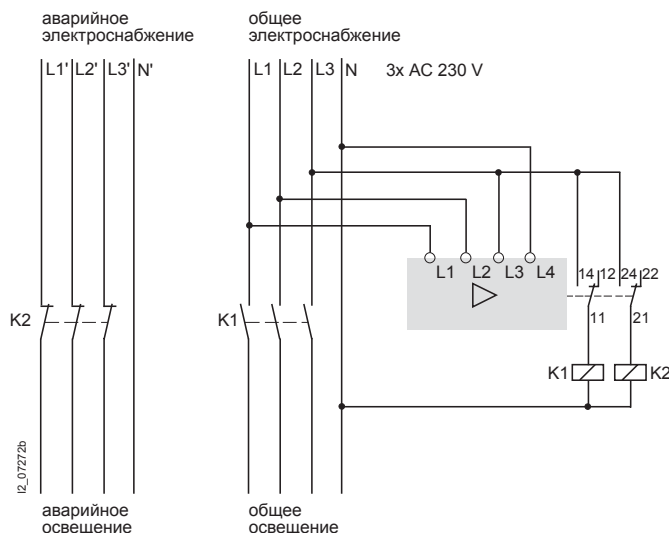 аварийное
электроснабжение
общее
электроснабжение
L1' L2' L3' N'
L1 L2 L3 N 3x AC 230 V
L1 L2 L3 L4
14 12 24 22
11 21
K2
K1
K1 K2
I2_07272b
аварийное
освещение
общее
освещение